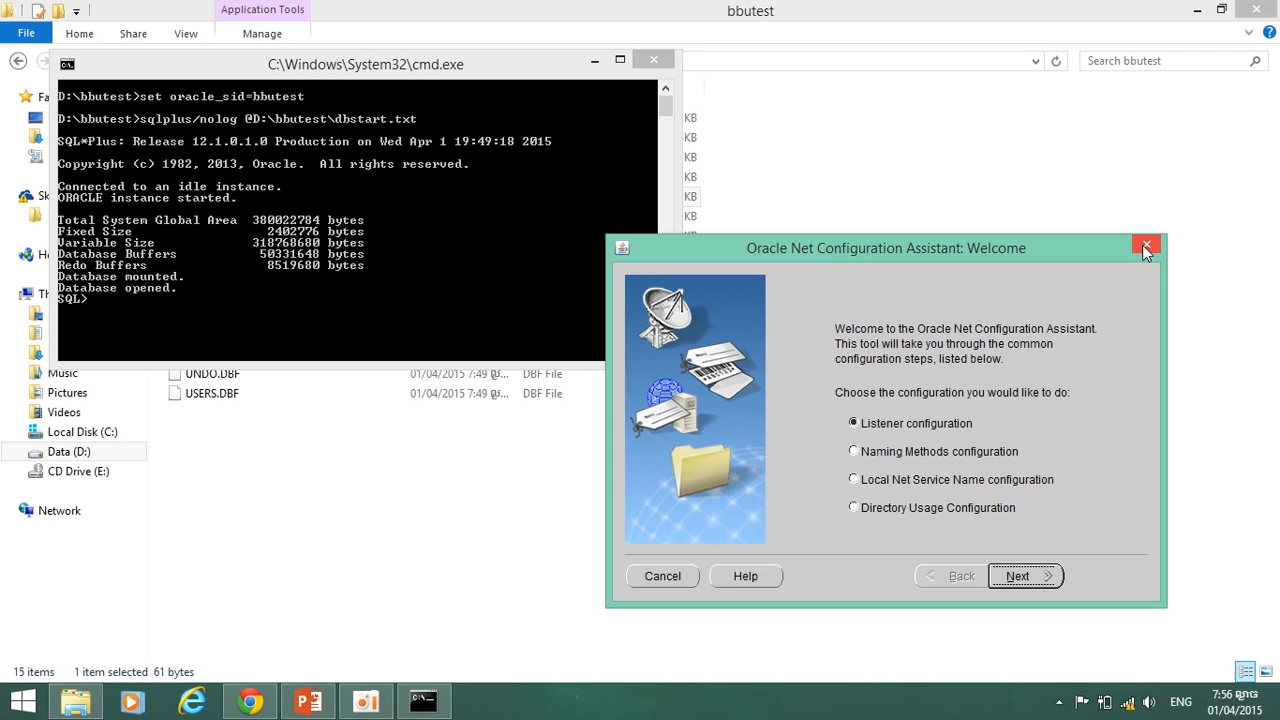 Application Tools
bbutest
File
Home
Share
View
Manage
Search bbutest
C:\Windows\System32\cmd.exe
D:\bbutest>set oracle_sid=bbutest
D:\bbutest>sqlplus/nolog @D:\bbutest\dbstart.txt
SQL*Plus: Release 12.1.0.1.0 Production on Wed Apr 1 19:49:18 2015
Copyright (c) 1982, 2013, Oracle.  All rights reserved.
Connected to an idle instance.
ORACLE instance started.
Total System Global Area  380022784 bytes
Fixed Size                  2402776 bytes
Variable Size             318768680 bytes
Database Buffers           50331648 bytes
Redo Buffers                8519680 bytes
Database mounted.
Database opened.
SQL>
Fa
Sk
Th
KB
KB
KB
KB
KB
KB
Music
Pictures
Videos
Local Disk (C:)
Data (D:)
CD Drive (E:)
Network
UNDO.DBF 01/04/2015 7:49 DBF File
USERS.DBF 01/04/2015 7:49 DBF File
Oracle Net Configuration Assistant: Welcome
Welcome to the Oracle Net Configuration Assistant.
This tool will take you through the common
configuration steps, listed below.
Choose the configuration you would like to do:
Listener configuration
Naming Methods configuration
Local Net Service Name configuration
Directory Usage Configuration
Cancel
Help
Back
Next
15 items
1 item selected 61 bytes
ENG
7:56
01/04/2015